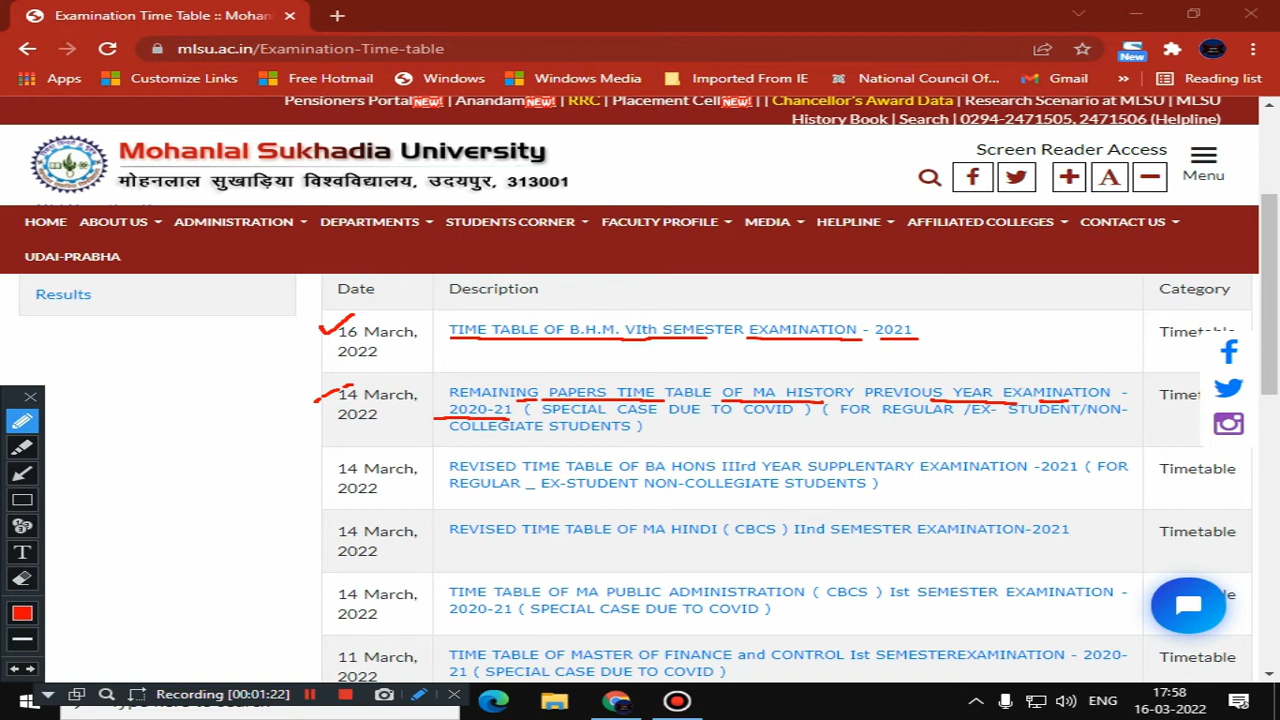 Examination Time Table :: Mohan
mlsu.ac.in/Examination-Time-table
New
Apps Customize Links Free Hotmail Windows Windows Media Imported From IE National Council Of... Gmail » Reading list
Pensioners Portal NEW! | Anandam NEW! | RRC | Placement Cell NEW! | | Chancellor's Award Data | Research Scenario at MLSU | MLSU
History Book | Search | 0294-2471505, 2471506 (Helpline)
Mohanlal Sukhadia University
मोहनलाल सुखाड़िया विश्वविद्यालय, उदयपुर, 313001
Screen Reader Access
A
Menu
HOME ABOUT US ADMINISTRATION DEPARTMENTS STUDENTS CORNER FACULTY PROFILE MEDIA HELPLINE AFFILIATED COLLEGES CONTACT US
UDAI-PRABHA
Results
Date Description Category
16 March, 2022
TIME TABLE OF B.H.M. VIth SEMESTER EXAMINATION - 2021
14 March, 2022
REMAINING PAPERS TIME TABLE OF MA HISTORY PREVIOUS YEAR EXAMINATION -
2020-21 ( SPECIAL CASE DUE TO COVID ) ( FOR REGULAR /EX- STUDENT/NON-
COLLEGIATE STUDENTS )
14 March, 2022
REVISED TIME TABLE OF BA HONS IIIrd YEAR SUPPLENTARY EXAMINATION -2021 ( FOR
REGULAR _ EX-STUDENT NON-COLLEGIATE STUDENTS )
Timetable
14 March, 2022
REVISED TIME TABLE OF MA HINDI ( CBCS ) IInd SEMESTER EXAMINATION-2021
Timetable
14 March, 2022
TIME TABLE OF MA PUBLIC ADMINISTRATION ( CBCS ) Ist SEMESTER EXAMINATION -
2020-21 ( SPECIAL CASE DUE TO COVID )
11 March, 2022
TIME TABLE OF MASTER OF FINANCE and CONTROL Ist SEMESTEREXAMINATION - 2020-
21 ( SPECIAL CASE DUE TO COVID )
Timetable
T
Recording [00:01:22]
ENG
17:58
16-03-2022